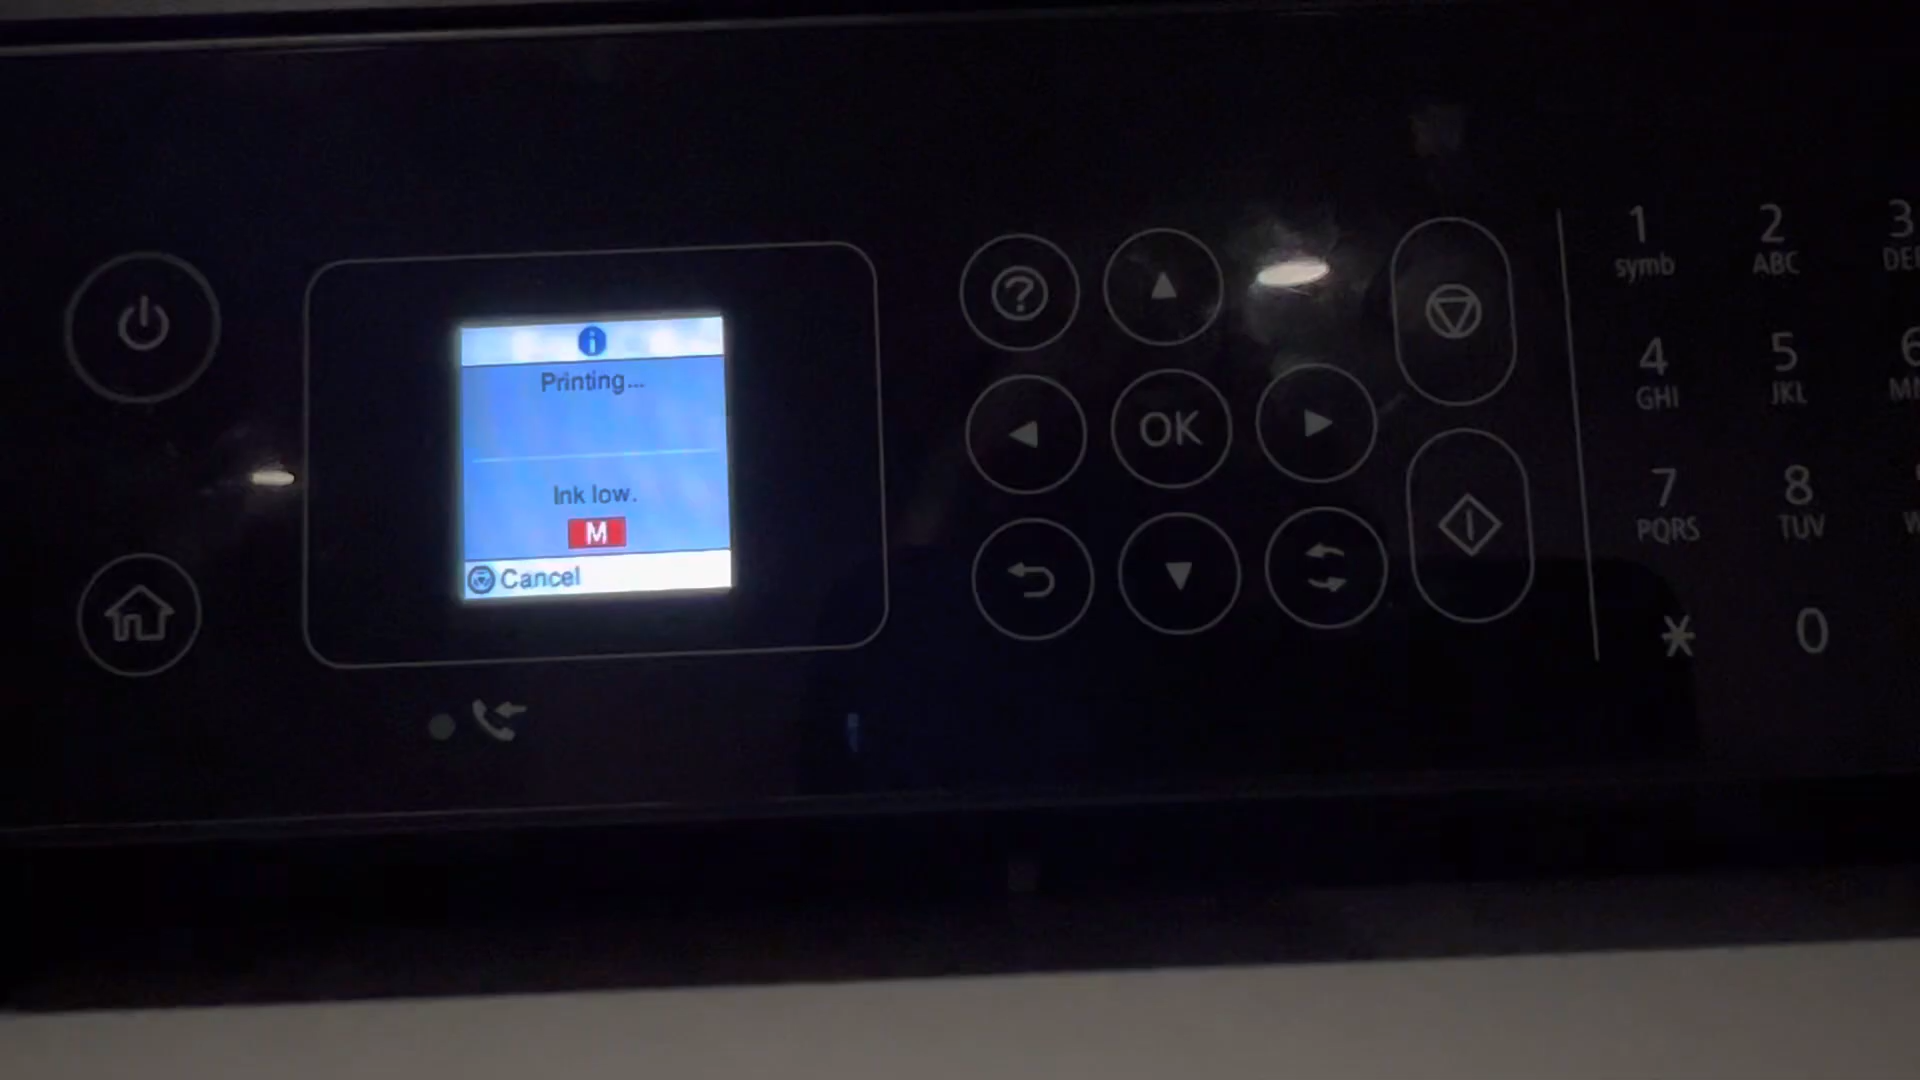 Printing...
Ink low.
M
Cancel
?
OK
1
symb
2
ABC
3
4
GHI
5
JKL
6
7
PQRS
8
TUV
*
0